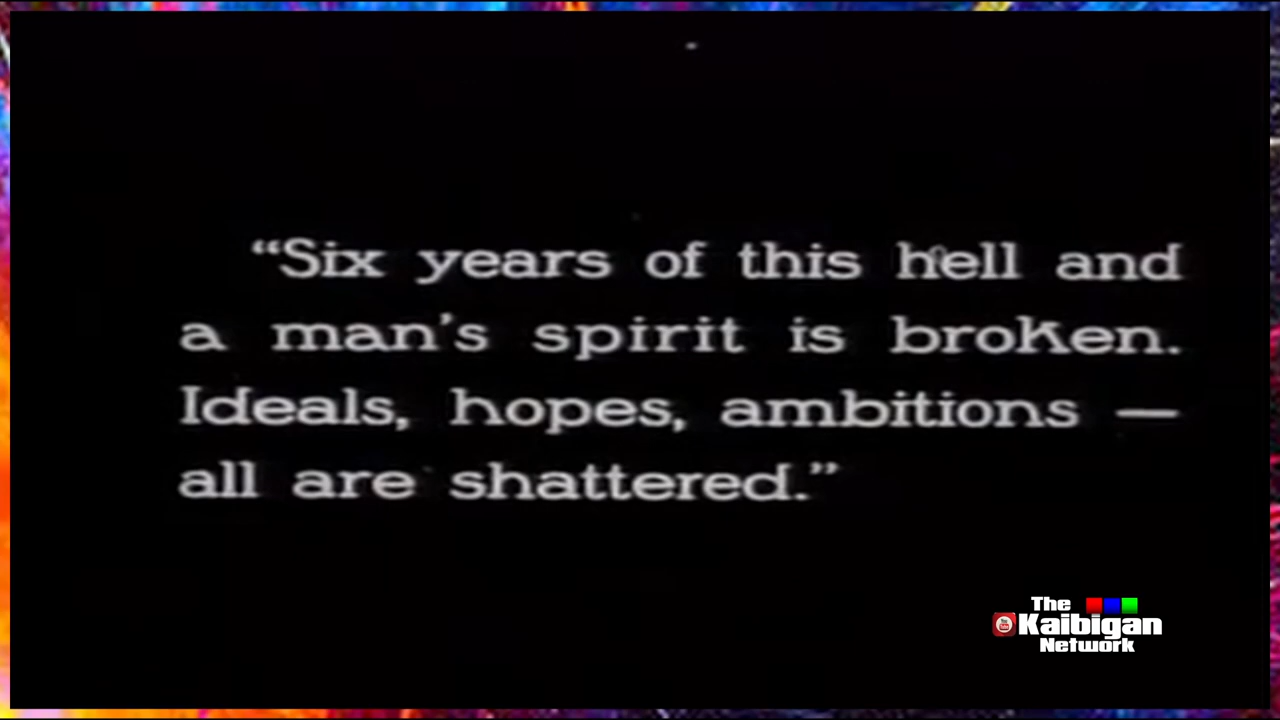 “Six years of this hell and
a man’s spirit is broken.
Ideals, hopes, ambitions —
all are shattered.”
The
Kaibigan
Network